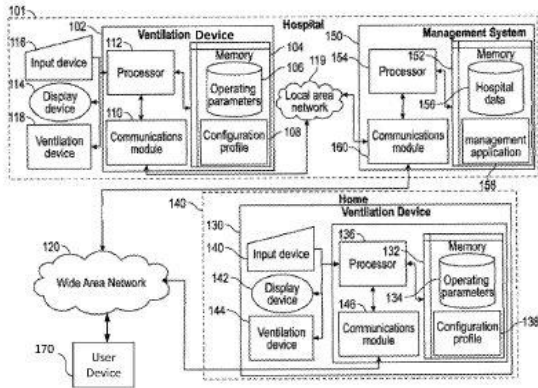 101
Hospital
102
Ventilation Device
116
Input device
112
Processor
104
Memory
106
Operating parameters
114
Display device
118
Ventilation device
110
Communications module
108
Configuration profile
119
Local area network
150
Management System
154
Processor
152
Memory
156
Hospital data
160
Communications module
management application
158
140
Home
130
Ventilation Device
140
Input device
136
Processor
132
Memory
134
Operating parameters
142
Display device
144
Ventilation device
146
Communications module
Configuration profile
138
120
Wide Area Network
170
User Device